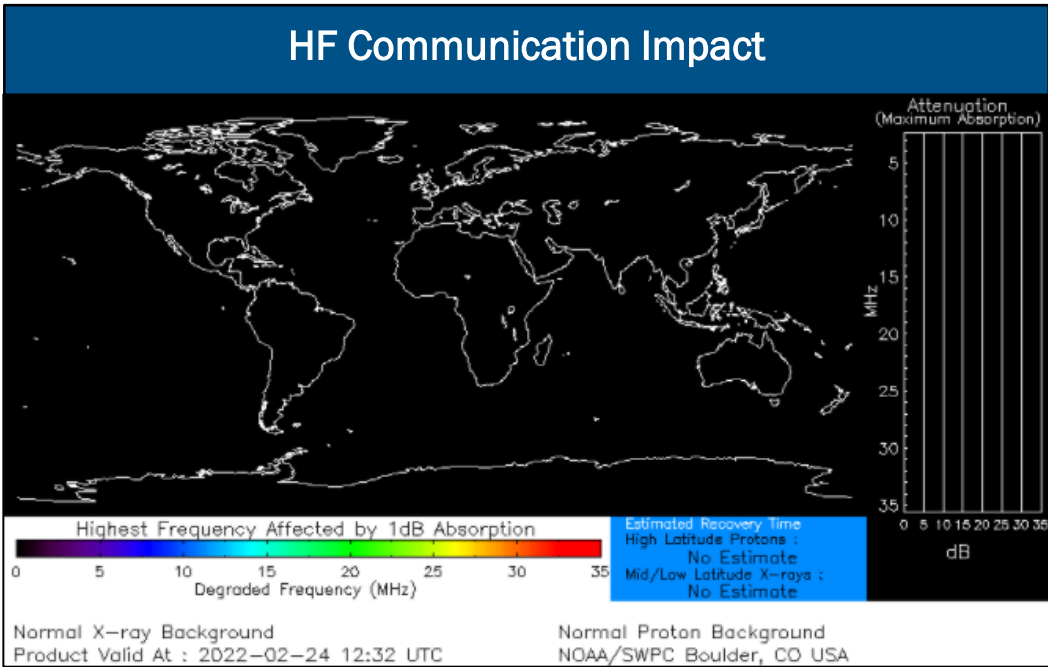 HF Communication Impact
Attenuation
(Maximum Absorption)
5
10
15
20
25
30
35
MHz
0 5 10 15 20 25 30 35
dB
Highest Frequency Affected by 1dB Absorption
0 5 10 15 20 25 30 35
Degraded Frequency (MHz)
Estimated Recovery Time
High Latitude Protons :
No Estimate
Mid/Low Latitude X-rays :
No Estimate
Normal X-ray Background
Normal Proton Background
Product Valid At : 2022-02-24 12:32 UTC
NOAA/SWPC Boulder, CO USA